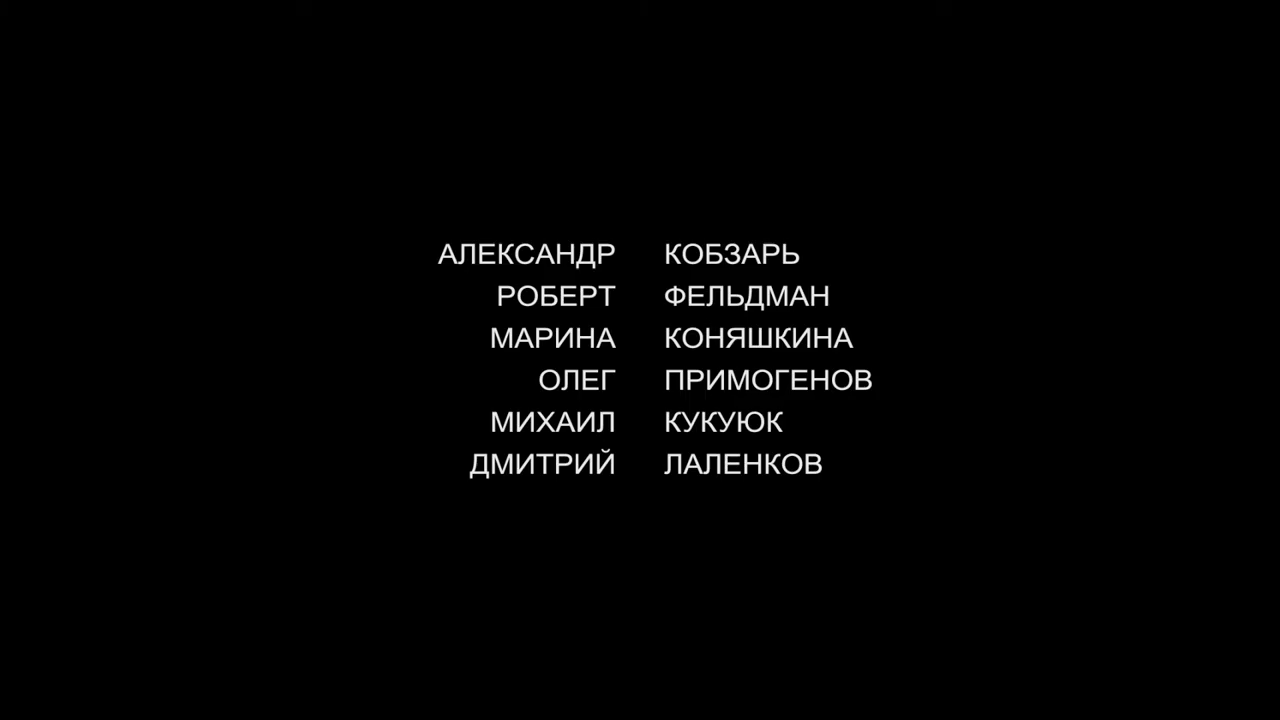 АЛЕКСАНДР КОБЗАРЬ
РОБЕРТ ФЕЛЬДМАН
МАРИНА КОНЯШКИНА
ОЛЕГ ПРИМОГЕНОВ
МИХАИЛ КУКУЮК
ДМИТРИЙ ЛАЛЕНКОВ